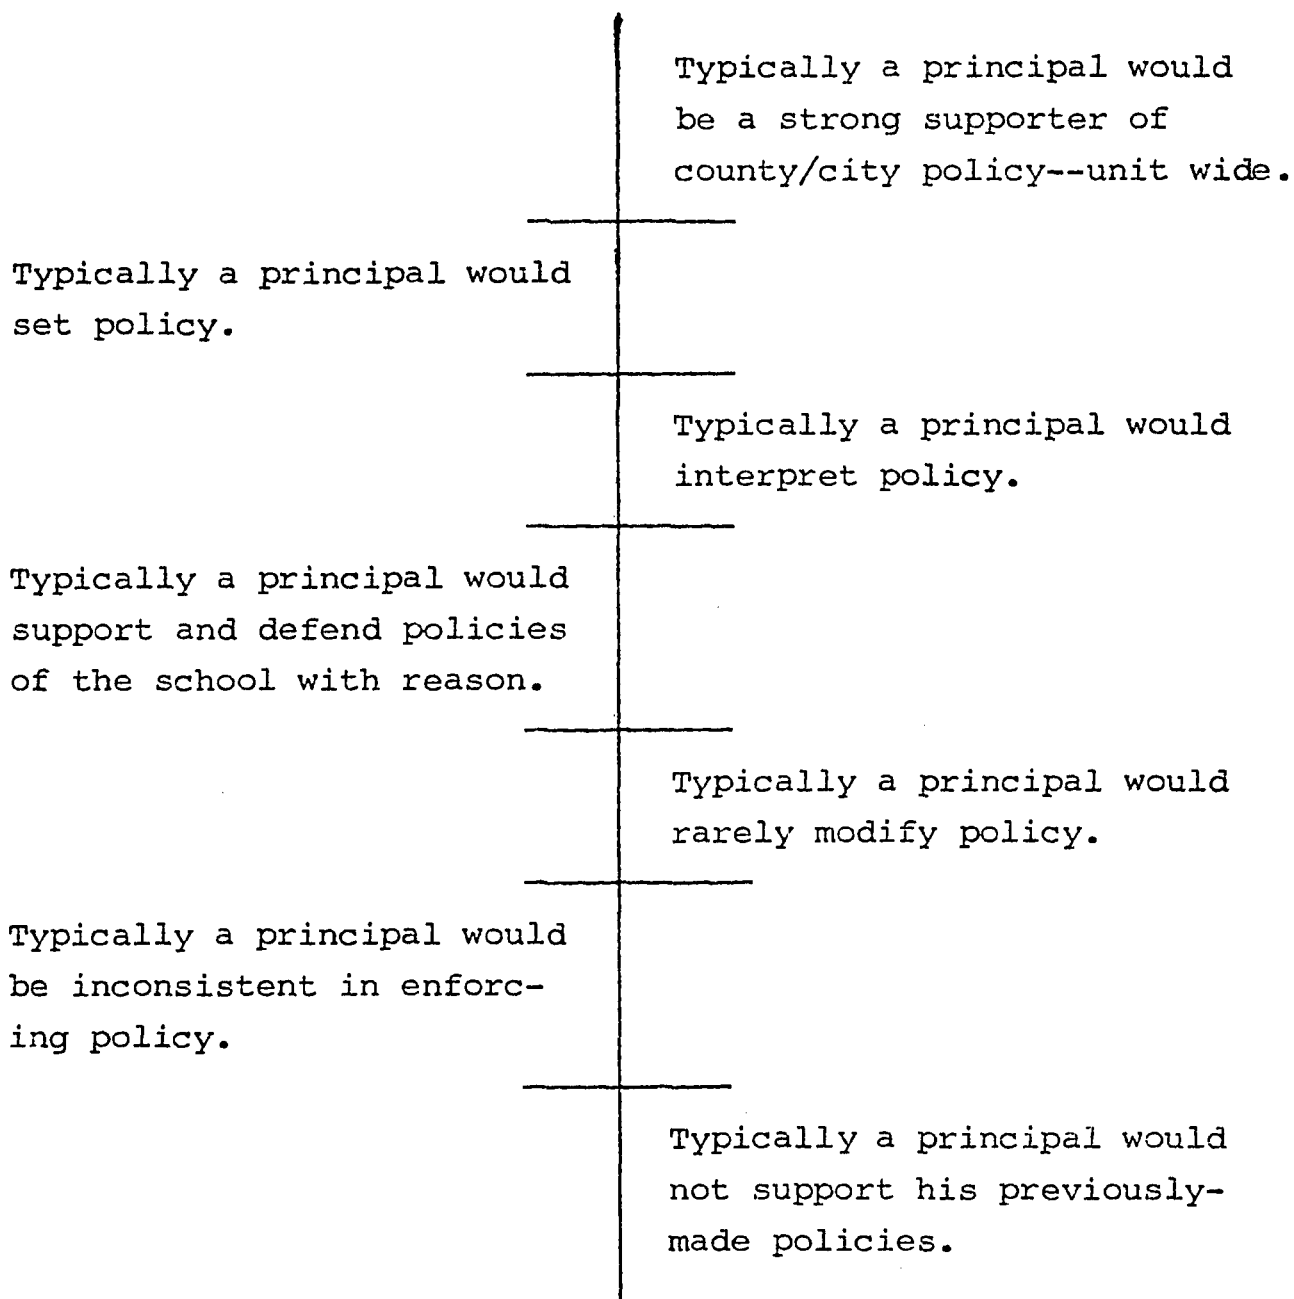 Typically a principal would
be a strong supporter of
county/city policy--unit wide.
Typically a principal would
set policy.
Typically a principal would
interpret policy.
Typically a principal would
support and defend policies
of the school with reason.
Typically a principal would
rarely modify policy.
Typically a principal would
be inconsistent in enforc-
ing policy.
Typically a principal would
not support his previously-
made policies.